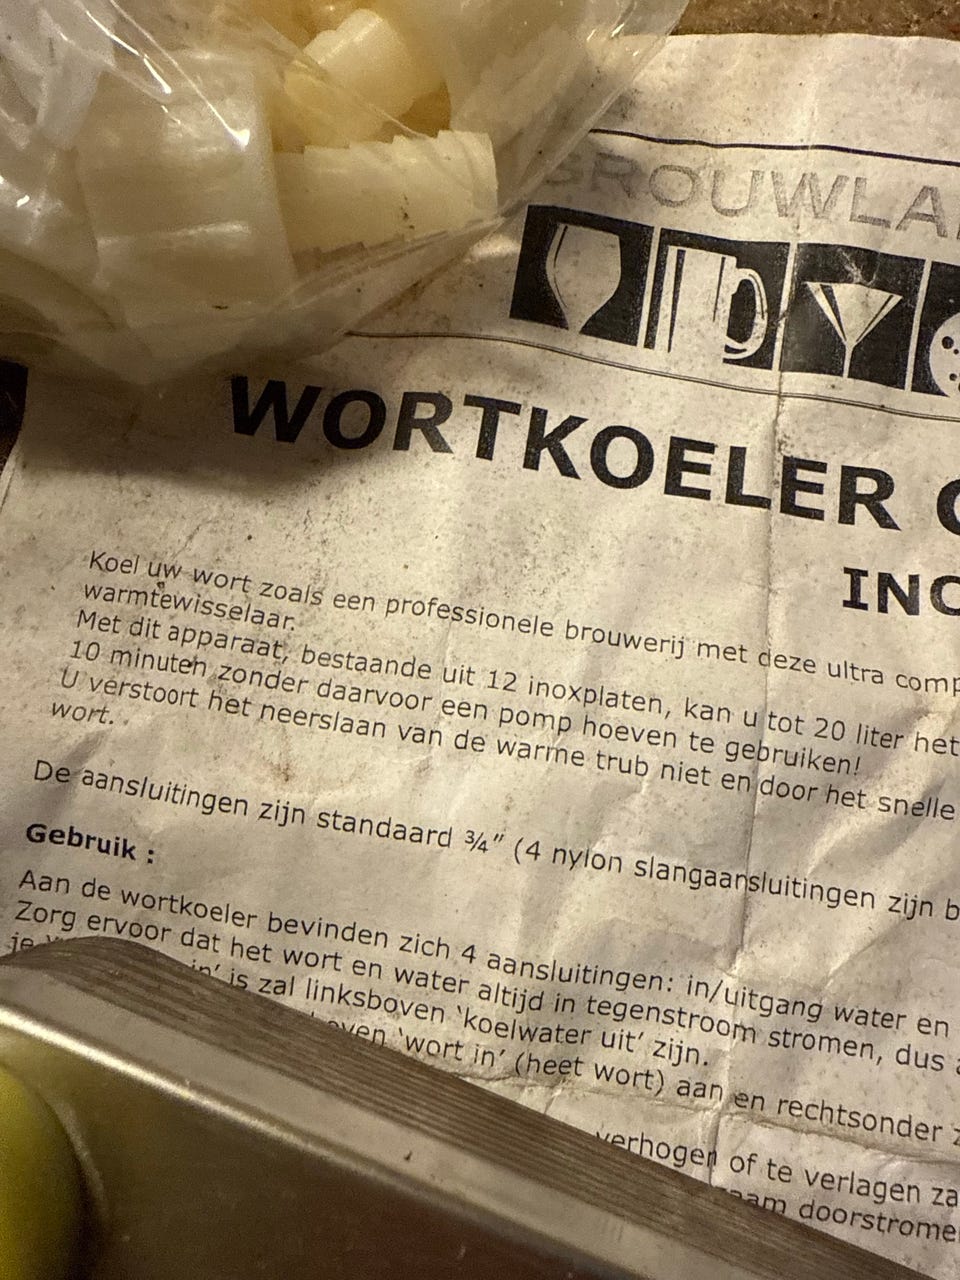 BROUWLA
WORTKOELER
INO
Koel uw wort zoals een professionele brouwerij met deze ultra comp
warmtewisselaar.
Met dit apparaat, bestaande uit 12 inoxplaten, kan u tot 20 liter het
10 minuten zonder daarvoor een pomp hoeven te gebruiken!
U verstoort het neerslaan van de warme trub niet en door het snelle
wort.
De aansluitingen zijn standaard ¾" (4 nylon slangaansluitingen zijn b
Gebruik :
Aan de wortkoeler bevinden zich 4 aansluitingen: in/uitgang water en
Zorg ervoor dat het wort en water altijd in tegenstroom stromen, dus a
je in' is zal linksboven 'koelwater uit' zijn.
oven 'wort in' (heet wort) aan en rechtsonder z
verhogen of te verlagen za
aam doorstromen